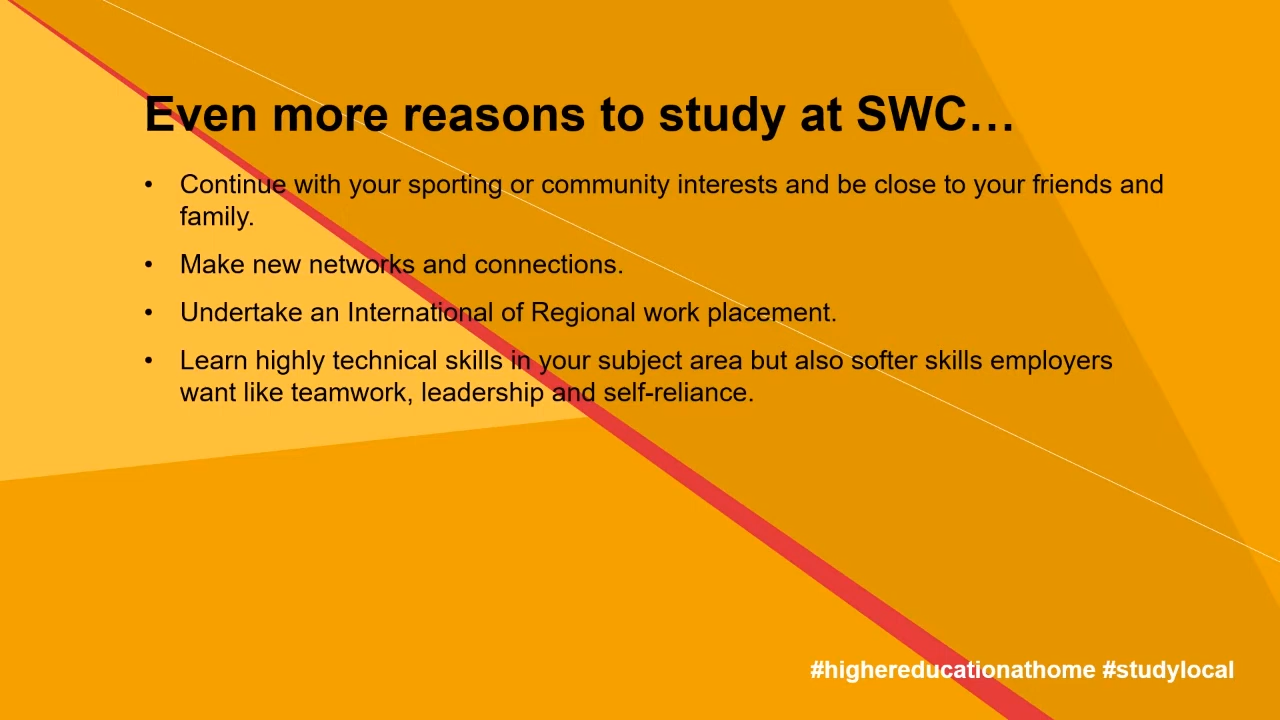 Even more reasons to study at SWC…
• Continue with your sporting or community interests and be close to your friends and
family.
• Make new networks and connections.
• Undertake an International of Regional work placement.
• Learn highly technical skills in your subject area but also softer skills employers
want like teamwork, leadership and self-reliance.
#highereducationathome #studylocal